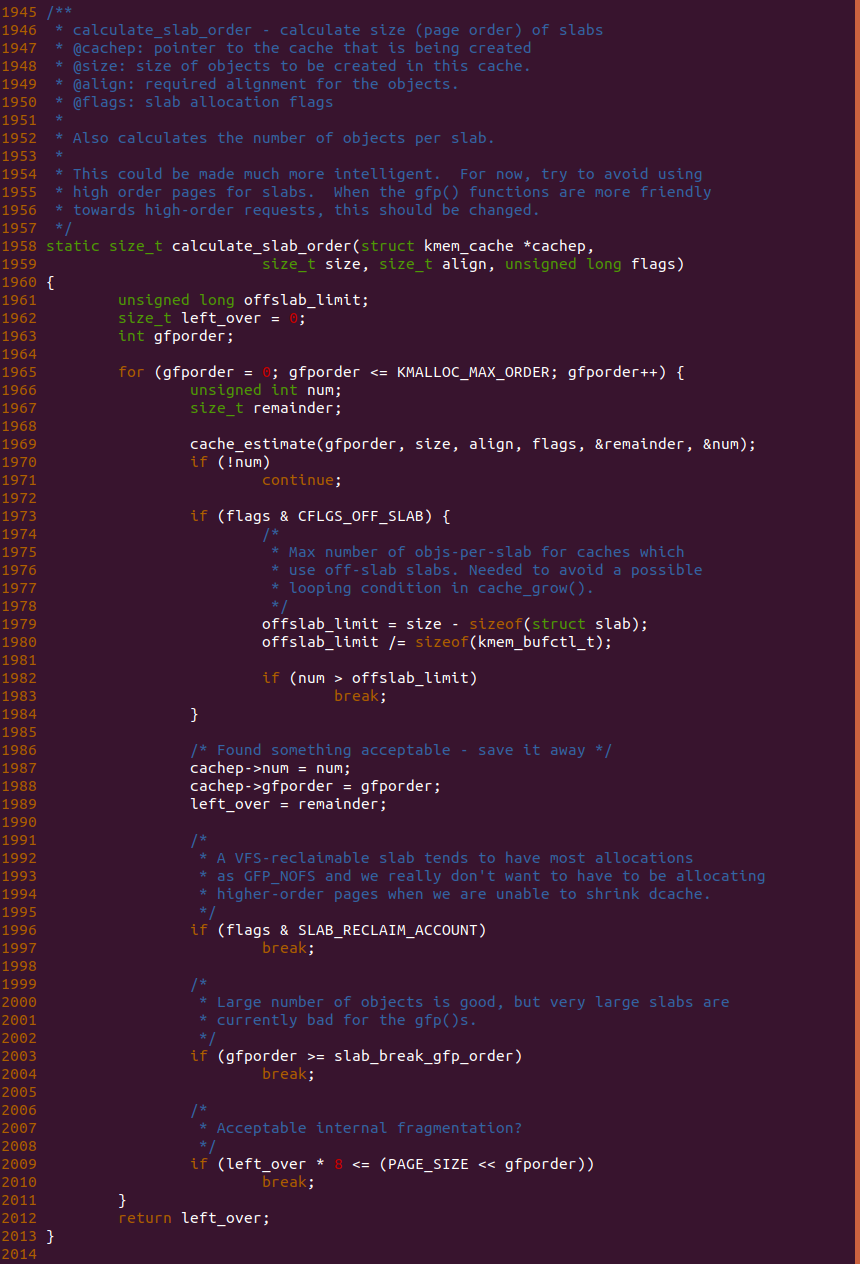 1945 /**
1946  * calculate_slab_order - calculate size (page order) of slabs
1947  * @cachep: pointer to the cache that is being created
1948  * @size: size of objects to be created in this cache.
1949  * @align: required alignment for the objects.
1950  * @flags: slab allocation flags
1951  *
1952  * Also calculates the number of objects per slab.
1953  *
1954  * This could be made much more intelligent.  For now, try to avoid using
1955  * high order pages for slabs.  When the gfp() functions are more friendly
1956  * towards high-order requests, this should be changed.
1957  */
1958 static size_t calculate_slab_order(struct kmem_cache *cachep,
1959                         size_t size, size_t align, unsigned long flags)
1960 {
1961         unsigned long offslab_limit;
1962         size_t left_over = 0;
1963         int gfporder;
1964
1965         for (gfporder = 0; gfporder <= KMALLOC_MAX_ORDER; gfporder++) {
1966                 unsigned int num;
1967                 size_t remainder;
1968
1969                 cache_estimate(gfporder, size, align, flags, &remainder, &num);
1970                 if (!num)
1971                         continue;
1972
1973                 if (flags & CFLGS_OFF_SLAB) {
1974                         /*
1975                          * Max number of objs-per-slab for caches which
1976                          * use off-slab slabs. Needed to avoid a possible
1977                          * looping condition in cache_grow().
1978                          */
1979                         offslab_limit = size - sizeof(struct slab);
1980                         offslab_limit /= sizeof(kmem_bufctl_t);
1981
1982                         if (num > offslab_limit)
1983                                 break;
1984                 }
1985
1986                 /* Found something acceptable - save it away */
1987                 cachep->num = num;
1988                 cachep->gfporder = gfporder;
1989                 left_over = remainder;
1990
1991                 /*
1992                  * A VFS-reclaimable slab tends to have most allocations
1993                  * as GFP_NOFS and we really don't want to have to be allocating
1994                  * higher-order pages when we are unable to shrink dcache.
1995                  */
1996                 if (flags & SLAB_RECLAIM_ACCOUNT)
1997                         break;
1998
1999                 /*
2000                  * Large number of objects is good, but very large slabs are
2001                  * currently bad for the gfp()s.
2002                  */
2003                 if (gfporder >= slab_break_gfp_order)
2004                         break;
2005
2006                 /*
2007                  * Acceptable internal fragmentation?
2008                  */
2009                 if (left_over * 8 <= (PAGE_SIZE << gfporder))
2010                         break;
2011         }
2012         return left_over;
2013 }
2014